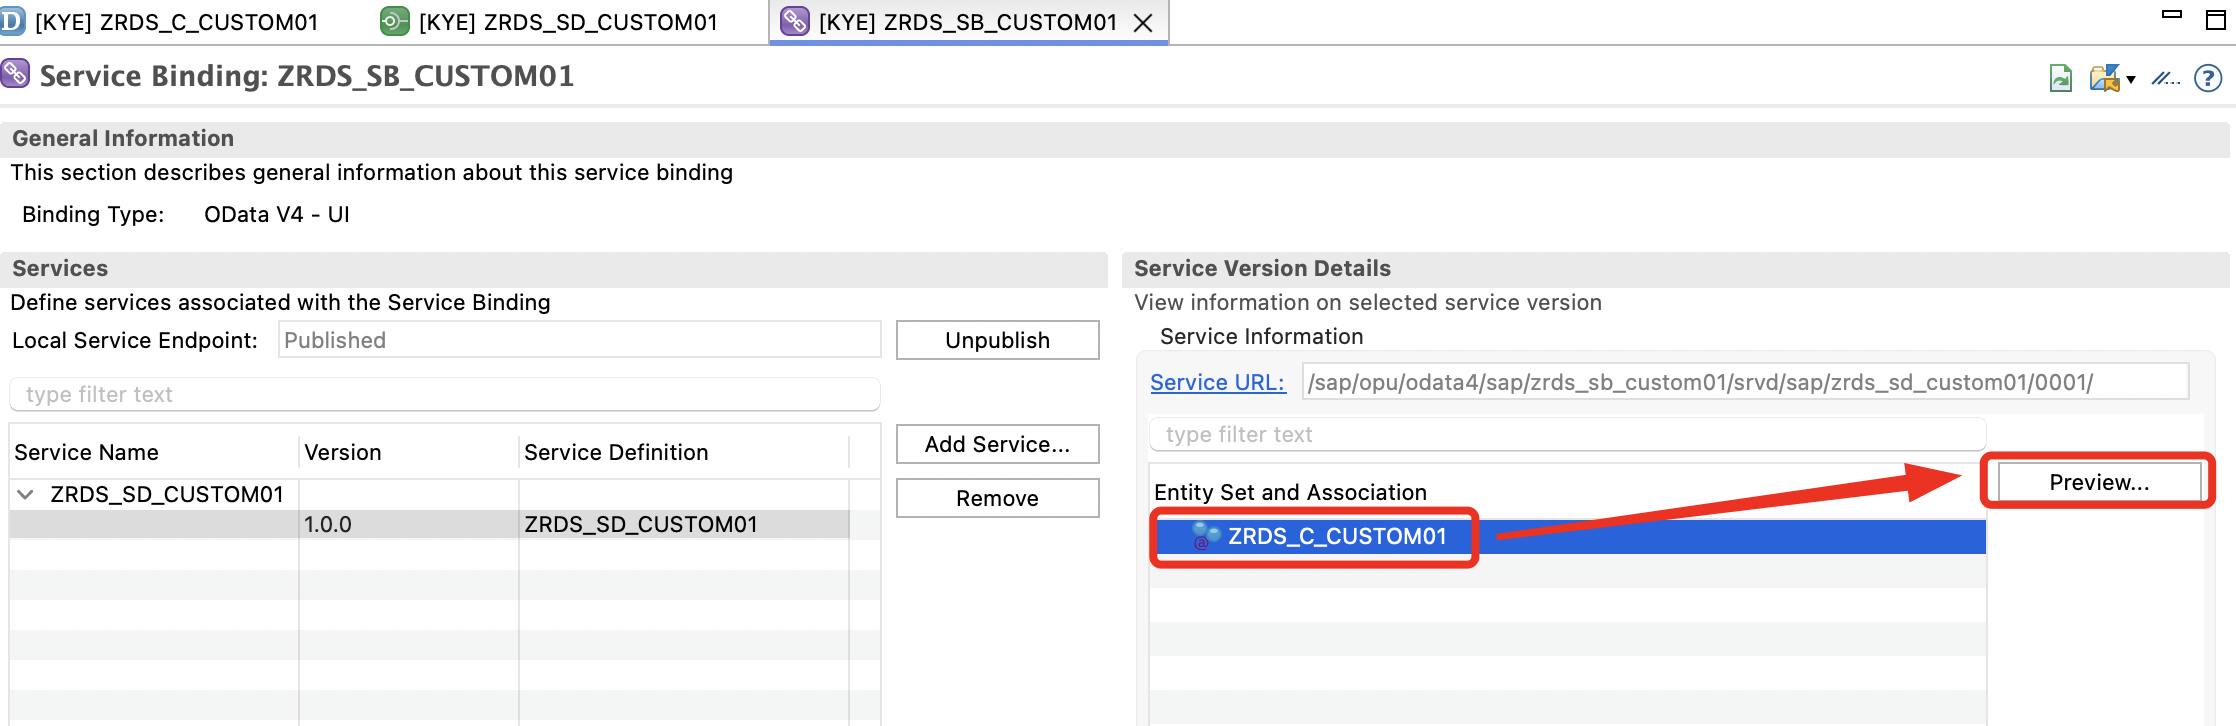 [KYE] ZRDS_C_CUSTOM01
[KYE] ZRDS_SD_CUSTOM01
[KYE] ZRDS_SB_CUSTOM01
Service Binding: ZRDS_SB_CUSTOM01
General Information
This section describes general information about this service binding
Binding Type: OData V4 - UI
Services
Define services associated with the Service Binding
Local Service Endpoint: Published
Unpublish
type filter text
Service Name Version Service Definition
Add Service...
ZRDS_SD_CUSTOM01
Remove
1.0.0 ZRDS_SD_CUSTOM01
Service Version Details
View information on selected service version
Service Information
Service URL: /sap/opu/odata4/sap/zrds_sb_custom01/srvd/sap/zrds_sd_custom01/0001/
type filter text
Entity Set and Association
Preview...
ZRDS_C_CUSTOM01